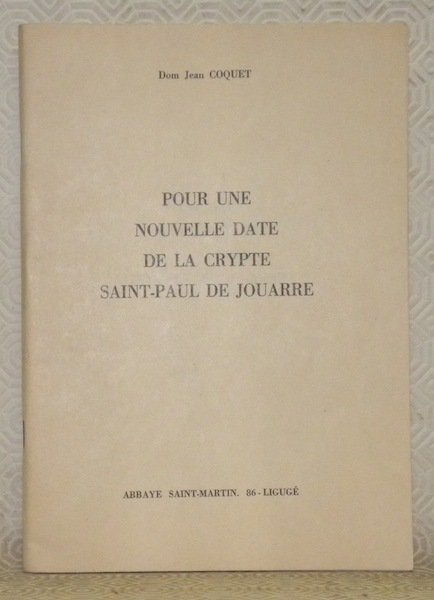 Dom Jean COQUET
POUR UNE
NOUVELLE DATE
DE LA CRYPTE
SAINT-PAUL DE JOUARRE
ABBAYE SAINT-MARTIN. 86 - LIGUGÉ